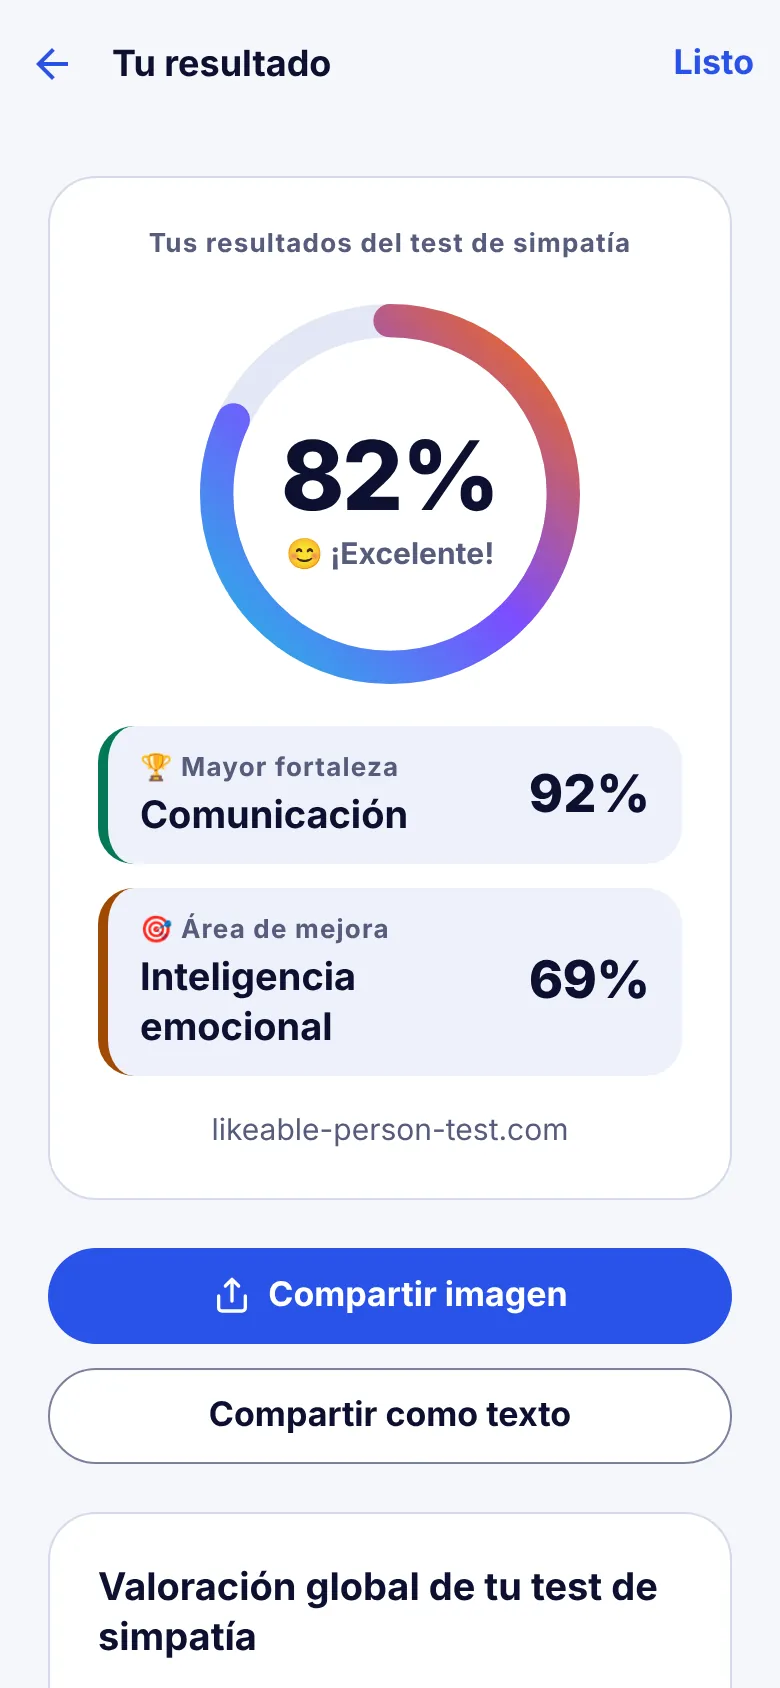 Tu resultado
Listo
Tus resultados del test de simpatía
82%
😊 ¡Excelente!
🏆 Mayor fortaleza
Comunicación
92%
🎯 Área de mejora
Inteligencia
emocional
69%
likeable-person-test.com
Compartir imagen
Compartir como texto
Valoración global de tu test de
simpatía